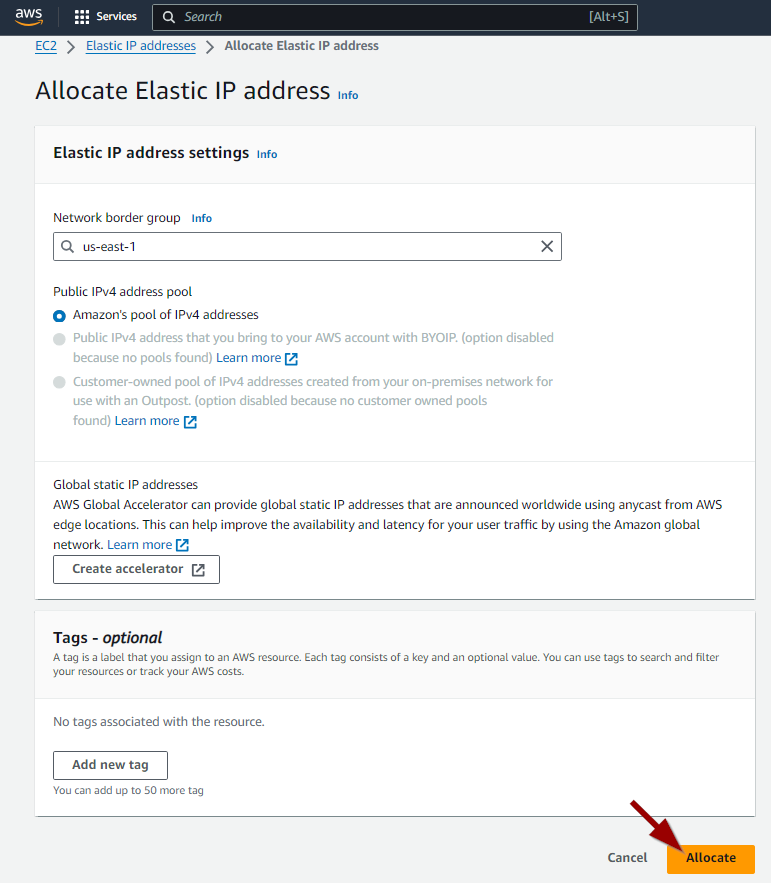 aws
Services
Search
[Alt+S]
EC2 > Elastic IP addresses > Allocate Elastic IP address
Allocate Elastic IP address Info
Elastic IP address settings Info
Network border group Info
us-east-1
Public IPv4 address pool
Amazon's pool of IPv4 addresses
Public IPv4 address that you bring to your AWS account with BYOIP. (option disabled
because no pools found) Learn more
Customer-owned pool of IPv4 addresses created from your on-premises network for
use with an Outpost. (option disabled because no customer owned pools
found) Learn more
Global static IP addresses
AWS Global Accelerator can provide global static IP addresses that are announced worldwide using anycast from AWS
edge locations. This can help improve the availability and latency for your user traffic by using the Amazon global
network. Learn more
Create accelerator
Tags - optional
A tag is a label that you assign to an AWS resource. Each tag consists of a key and an optional value. You can use tags to search and filter
your resources or track your AWS costs.
No tags associated with the resource.
Add new tag
You can add up to 50 more tag
Cancel
Allocate